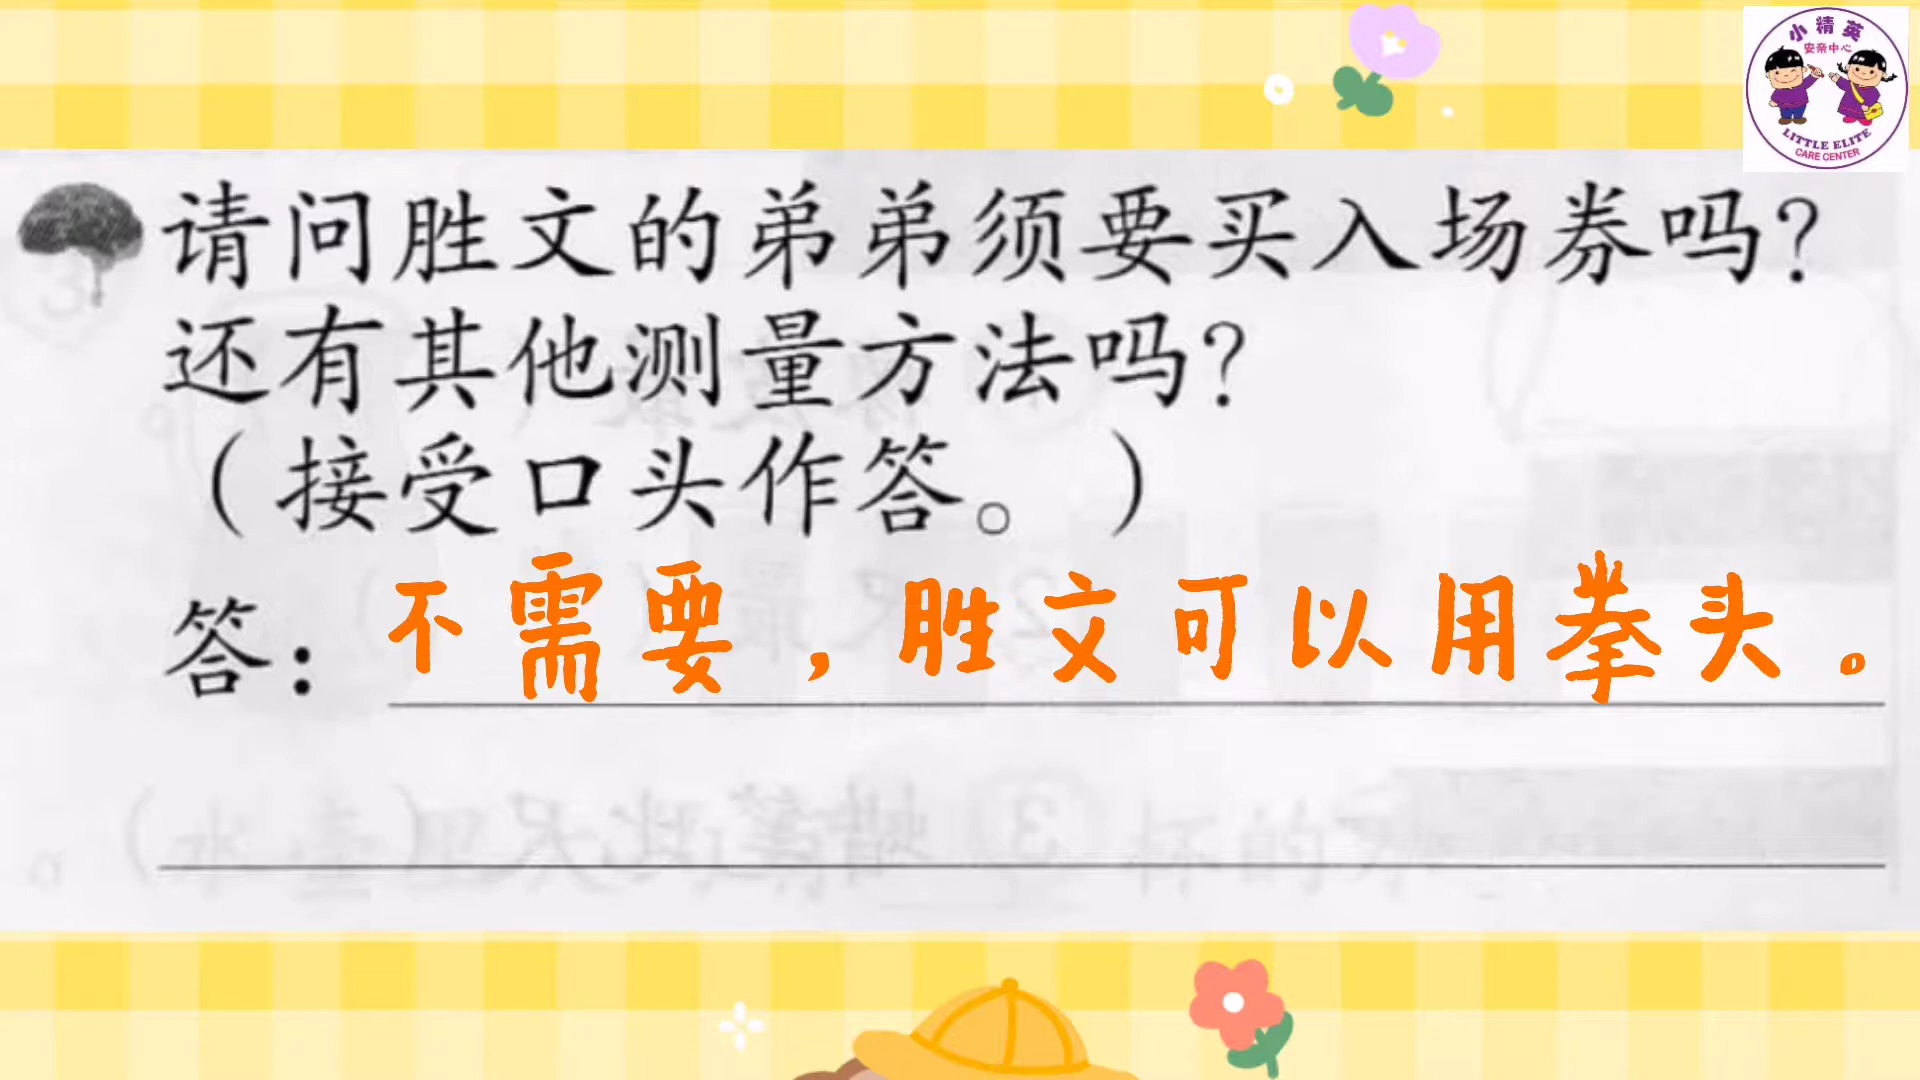 小精英
安亲中心
LITTLE ELITE
CARE CENTER
请问胜文的弟弟须要买入场券吗？
还有其他测量方法吗？
（接受口头作答。）
答：不需要，胜文可以用拳头。